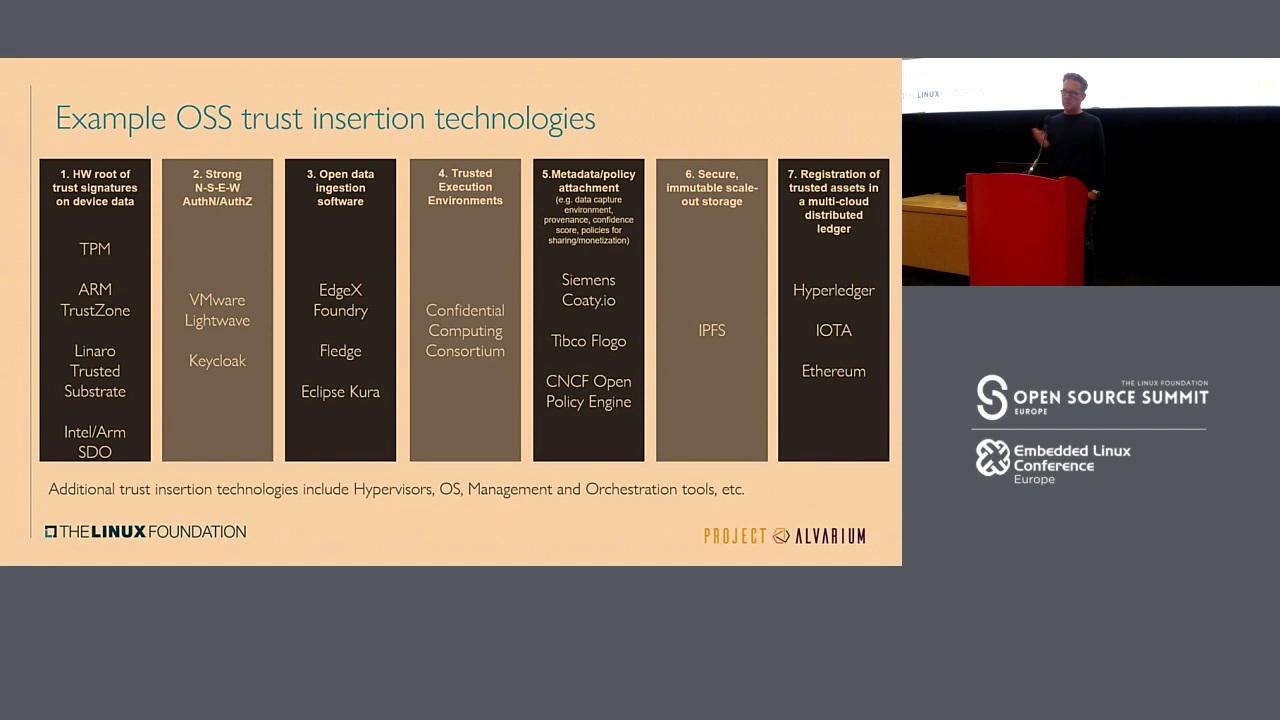 Example OSS trust insertion technologies
1. HW root of
trust signatures
on device data
TPM
ARM
TrustZone
Linaro
Trusted
Substrate
Intel/Arm
SDO
2. Strong
N-S-E-W
AuthN/AuthZ
VMware
Lightwave
Keycloak
3. Open data
ingestion
software
EdgeX
Foundry
Fledge
Eclipse Kura
4. Trusted
Execution
Environments
Confidential
Computing
Consortium
5.Metadata/policy
attachment
(e.g. data capture
environment,
provenance, confidence
score, policies for
sharing/monetization)
Siemens
Coaty.io
Tibco Flogo
CNCF Open
Policy Engine
6. Secure,
immutable scale-
out storage
IPFS
7. Registration of
trusted assets in
a multi-cloud
distributed
ledger
Hyperledger
IOTA
Ethereum
Additional trust insertion technologies include Hypervisors, OS, Management and Orchestration tools, etc.
THE LINUX FOUNDATION
PROJECT ALVARIUM
LINUX
THE LINUX FOUNDATION
OPEN SOURCE SUMMIT
EUROPE
Embedded Linux
Conference
Europe